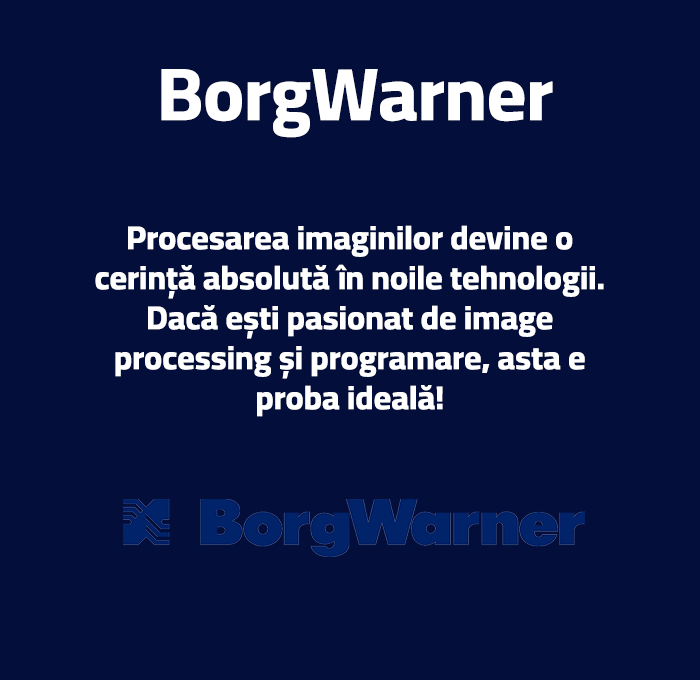 BorgWarner
Procesarea imaginilor devine o
cerință absolută în noile tehnologii.
Dacă ești pasionat de image
processing și programare, asta e
proba ideală!
BorgWarner